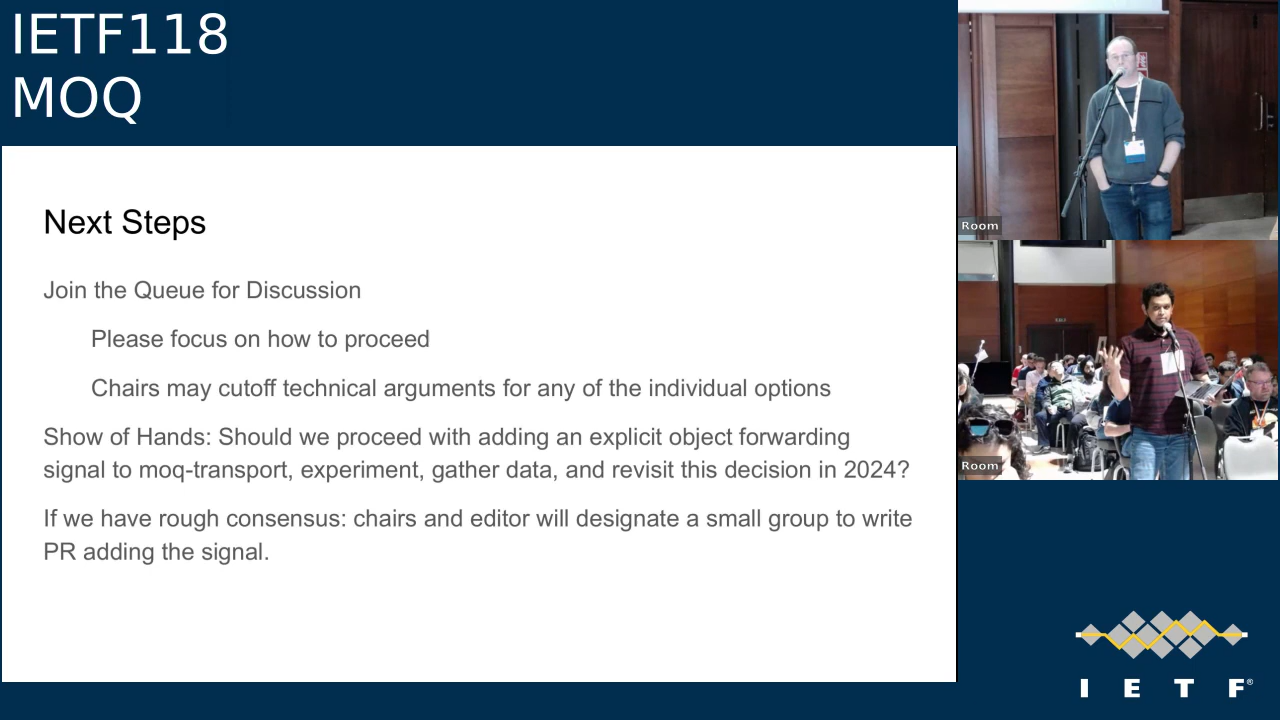 IETF118
MOQ
Next Steps
Join the Queue for Discussion
Please focus on how to proceed
Chairs may cutoff technical arguments for any of the individual options
Show of Hands: Should we proceed with adding an explicit object forwarding
signal to moq-transport, experiment, gather data, and revisit this decision in 2024?
If we have rough consensus: chairs and editor will designate a small group to write
PR adding the signal.
Room
Room
I E T F®